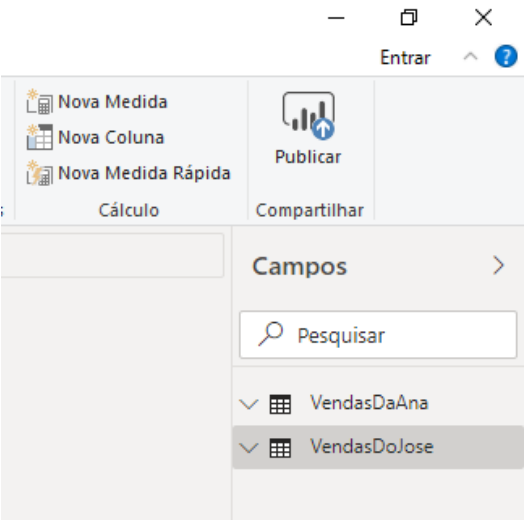 Entrar
?
Nova Medida
Nova Coluna
Nova Medida Rápida
Cálculo
Publicar
Compartilhar
Campos
Pesquisar
VendasDaAna
VendasDoJose